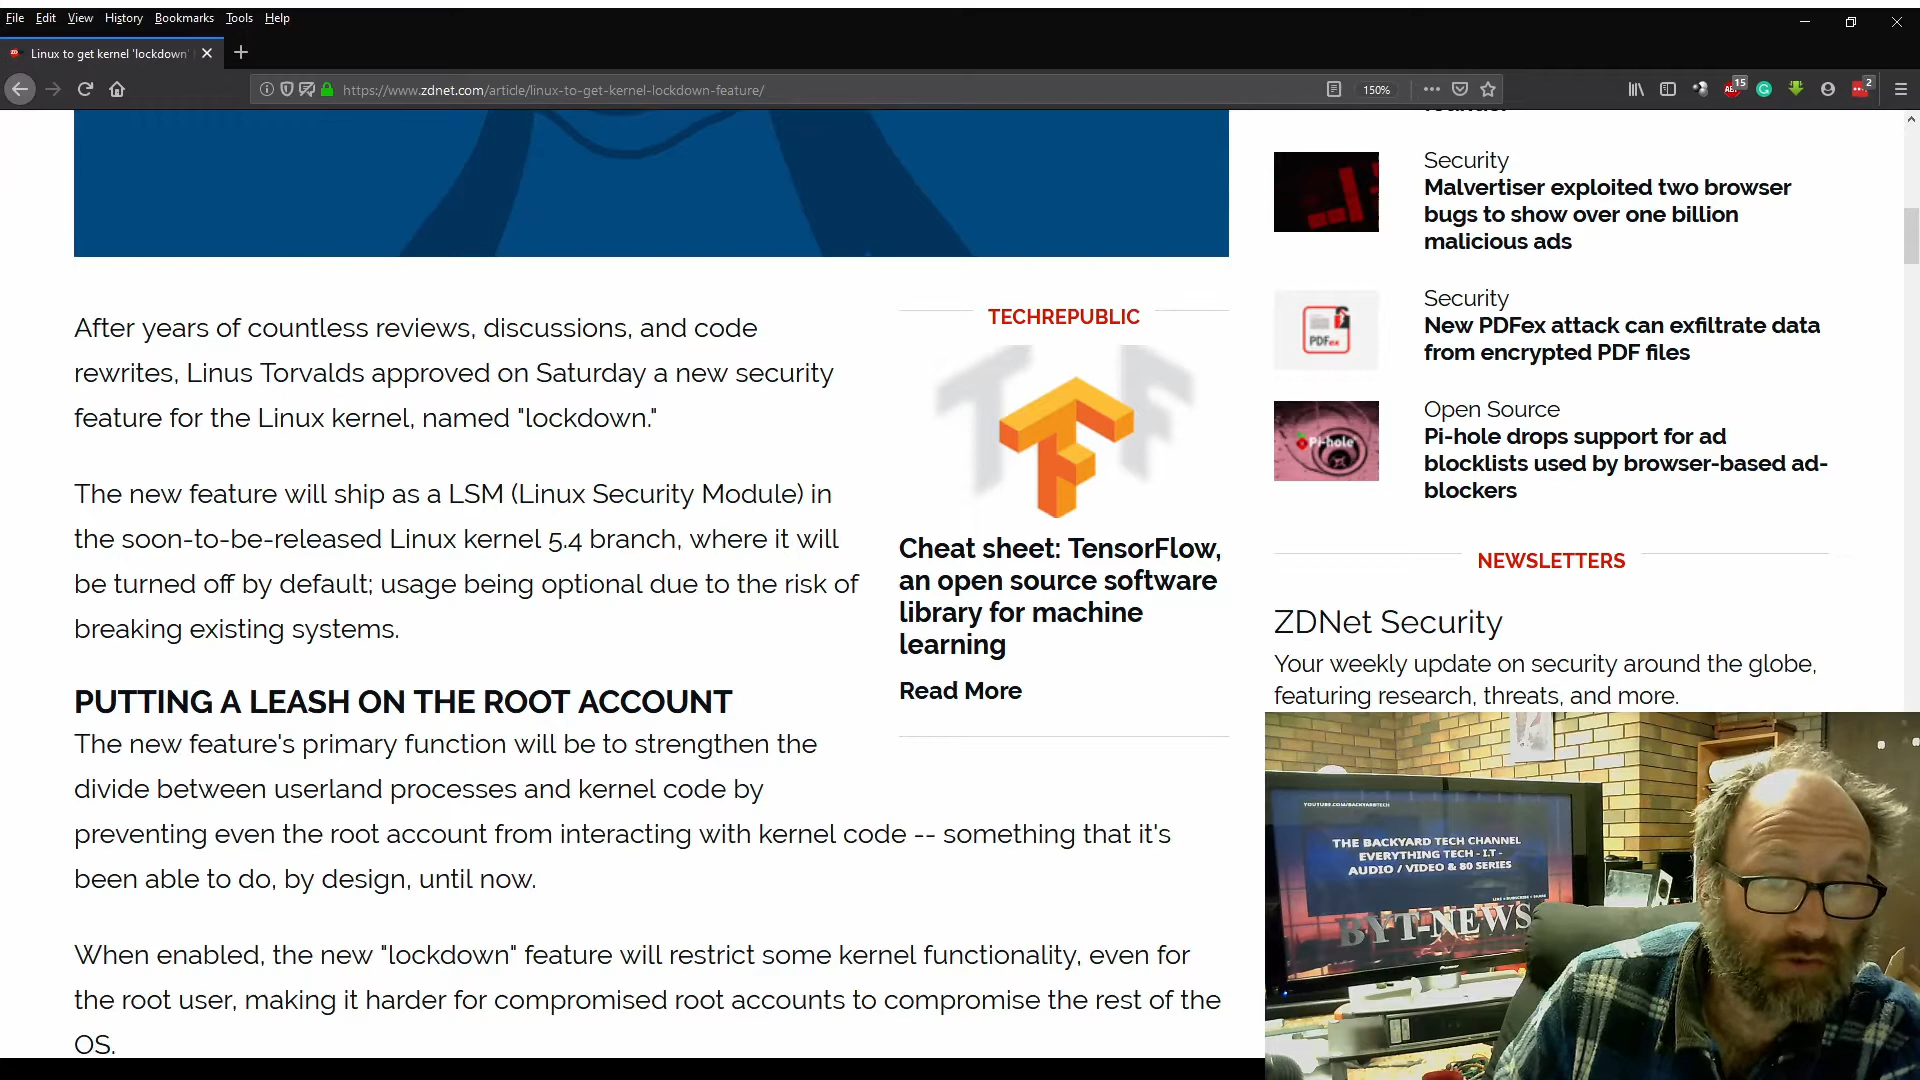 File Edit View History Bookmarks Tools Help
Linux to get kernel 'lockdown'
https://www.zdnet.com/article/linux-to-get-kernel-lockdown-feature/
150%
15
2
After years of countless reviews, discussions, and code
rewrites, Linus Torvalds approved on Saturday a new security
feature for the Linux kernel, named "lockdown."
The new feature will ship as a LSM (Linux Security Module) in
the soon-to-be-released Linux kernel 5.4 branch, where it will
be turned off by default; usage being optional due to the risk of
breaking existing systems.
PUTTING A LEASH ON THE ROOT ACCOUNT
The new feature's primary function will be to strengthen the
divide between userland processes and kernel code by
preventing even the root account from interacting with kernel code -- something that it's
been able to do, by design, until now.
When enabled, the new "lockdown" feature will restrict some kernel functionality, even for
the root user, making it harder for compromised root accounts to compromise the rest of the
OS.
TECHREPUBLIC
Cheat sheet: TensorFlow,
an open source software
library for machine
learning
Read More
Security
Malvertiser exploited two browser
bugs to show over one billion
malicious ads
PDFex
Security
New PDFex attack can exfiltrate data
from encrypted PDF files
Pi-hole
Open Source
Pi-hole drops support for ad
blocklists used by browser-based ad-
blockers
NEWSLETTERS
ZDNet Security
Your weekly update on security around the globe,
featuring research, threats, and more.
YOUTUBE.COM/BACKYARDTECH
THE BACKYARD TECH CHANNEL
EVERYTHING TECH - I.T -
AUDIO / VIDEO & 80 SERIES
LIKE + SUBSCRIBE + SHARE
BYT-NEWS
Pioneer